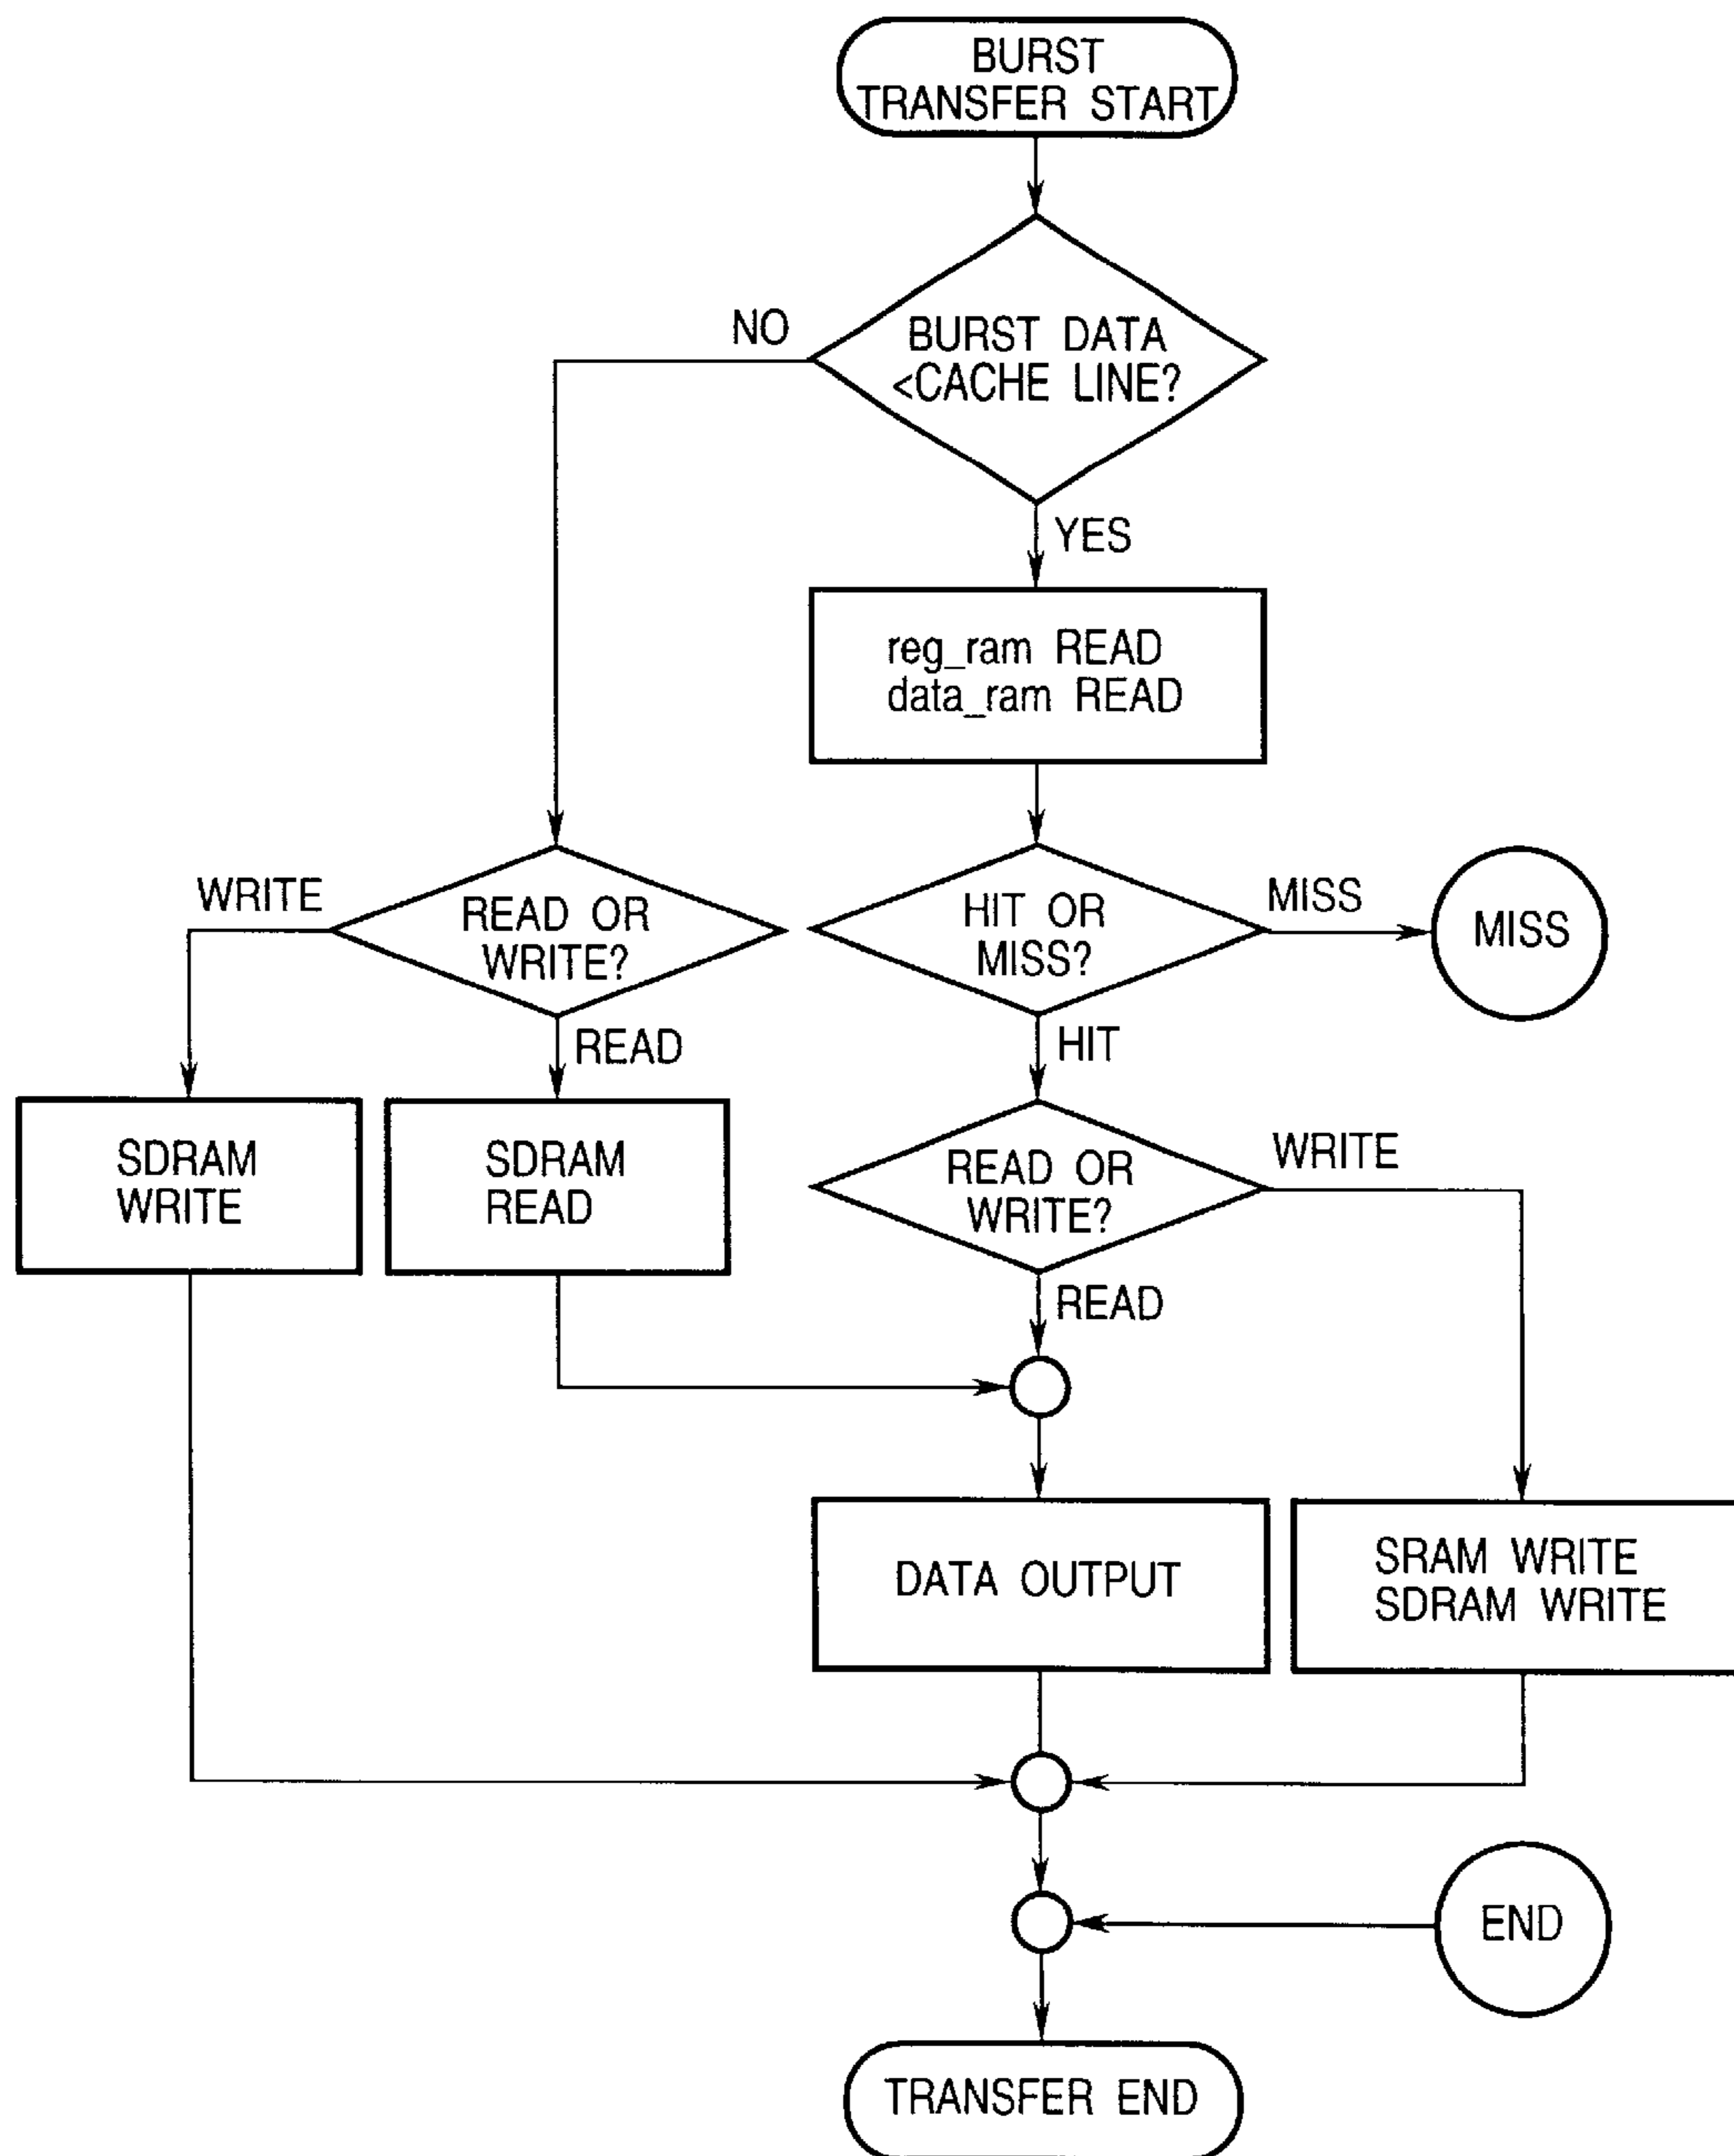 BURST
TRANSFER START
NO
BURST DATA
<CACHE LINE?
YES
reg_ram READ
data_ram READ
WRITE
READ OR
WRITE?
HIT OR
MISS?
MISS
MISS
READ
HIT
SDRAM
WRITE
SDRAM
READ
READ OR
WRITE?
WRITE
READ
DATA OUTPUT
SRAM WRITE
SDRAM WRITE
END
TRANSFER END